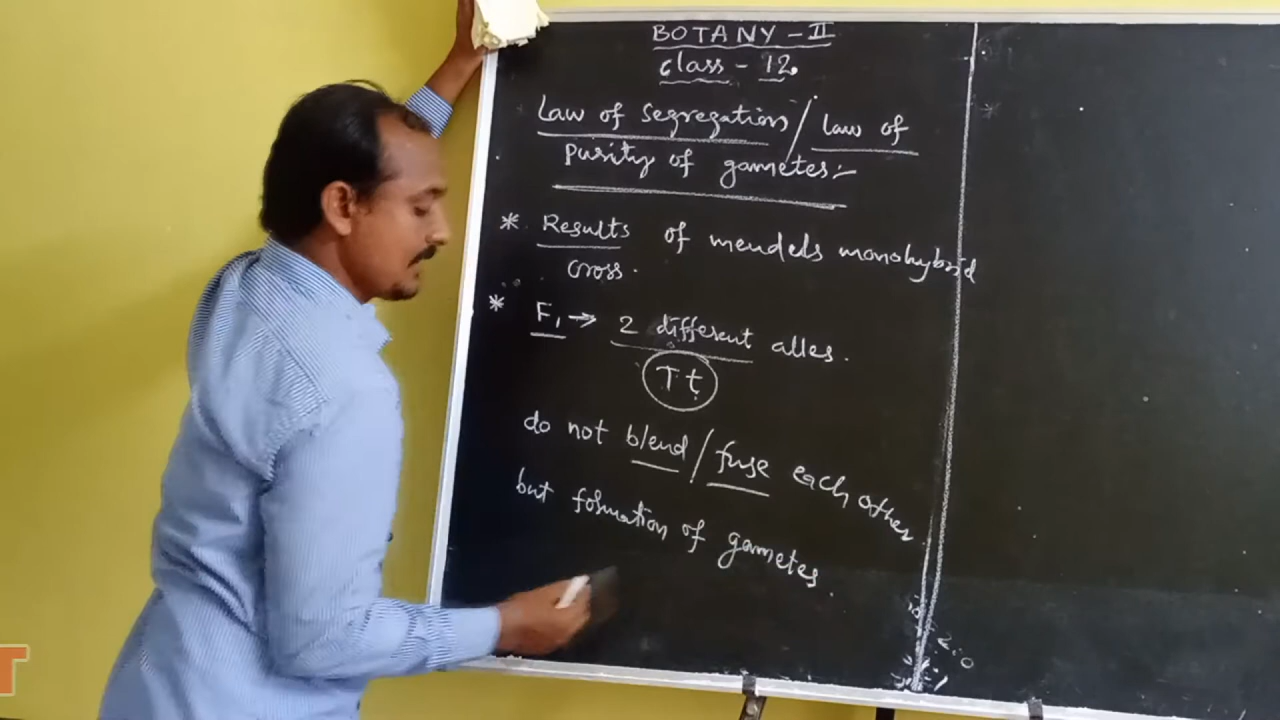 BOTANY - II
class - 12.
Law of Segregation / law of
purity of gametes:-
* Results of mendels monohybrid
cross.
* F1 → 2 different alles.
Tt
do not blend / fuse each other
but formation of gametes.
T